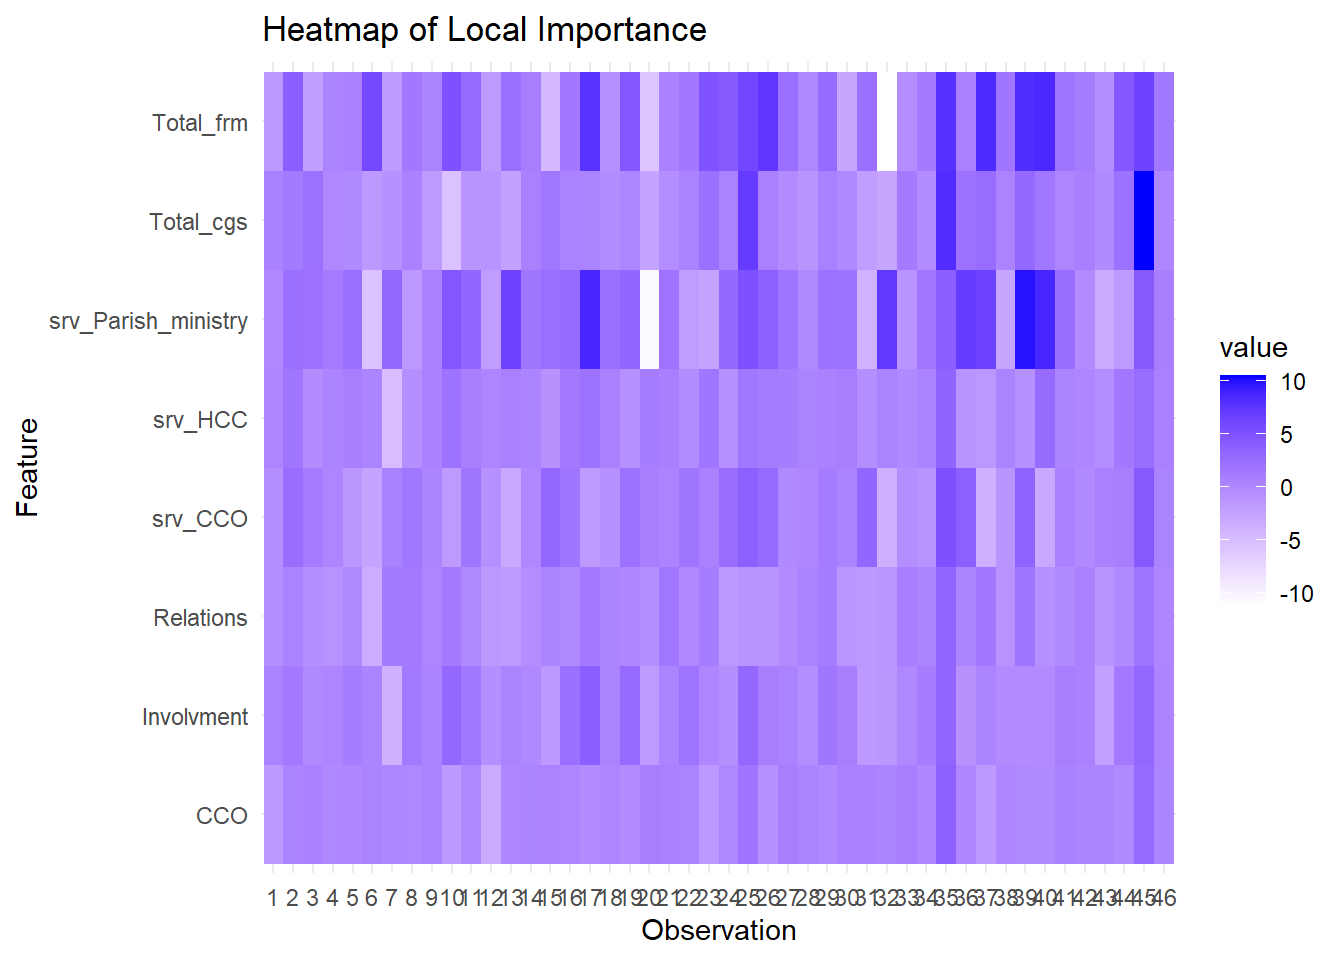 Heatmap of Local Importance
Total_frm
Total_cgs
srv_Parish_ministry
srv_HCC
srv_CCO
Relations
Involvment
CCO
Feature
1 2 3 4 5 6 7 8 9 10 11 12 13 14 15 16 17 18 19 20 21 22 23 24 25 26 27 28 29 30 31 32 33 34 35 36 37 38 39 40 41 42 43 44 45 46
Observation
value
10
5
0
-5
-10